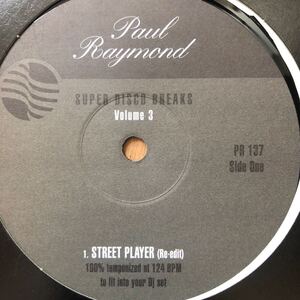 Paul
Raymond
SUPER DISCO BREAKS
Volume 3
PR 137
Side One
1. STREET PLAYER (Re-edit)
100% temponized at 124 BPM
to fit into your Dj set